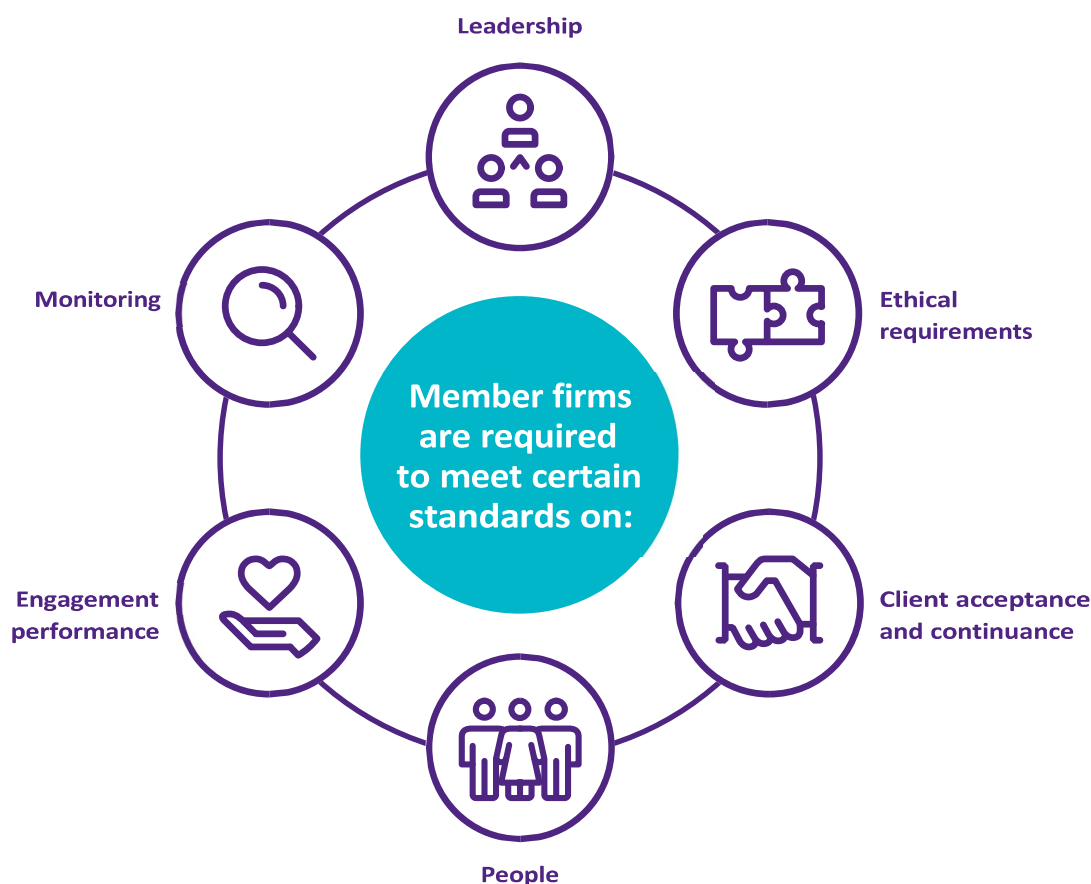 Leadership
Monitoring
Ethical
requirements
Member firms
are required
to meet certain
standards on:
Engagement
performance
Client acceptance
and continuance
People